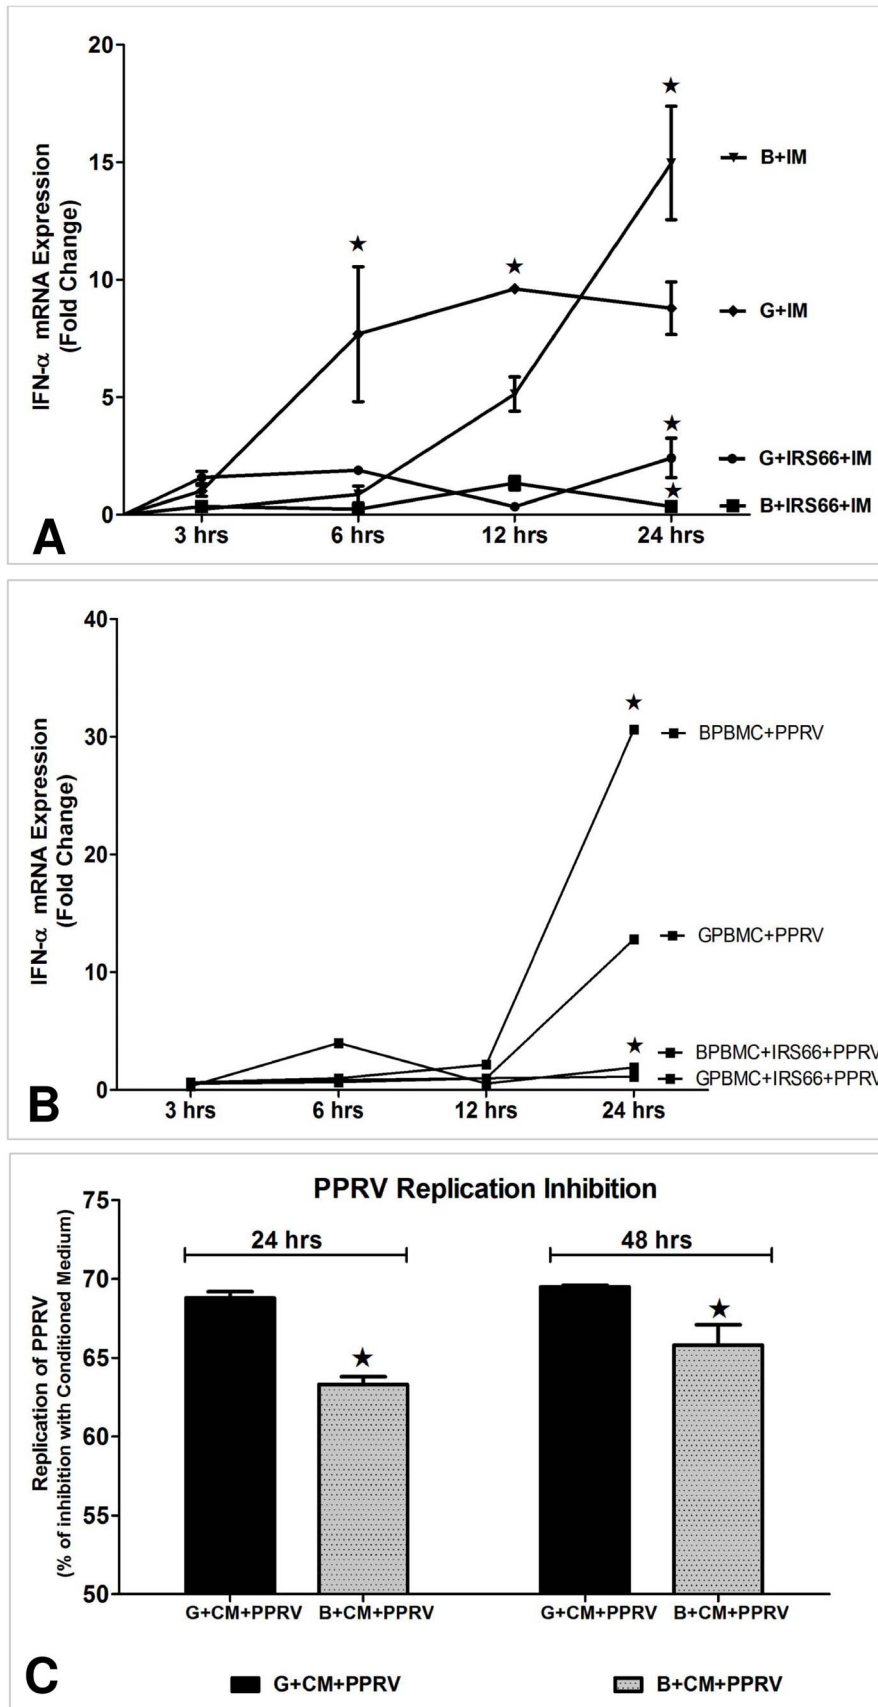 20
15
10
5
0
IFN-α mRNA Expression
(Fold Change)
★
★
★
★
★
B+IM
G+IM
G+IRS66+IM
B+IRS66+IM
3 hrs 6 hrs 12 hrs 24 hrs
A
40
30
20
10
0
IFN-α mRNA Expression
(Fold Change)
★
★
BPBMC+PPRV
GPBMC+PPRV
BPBMC+IRS66+PPRV
GPBMC+IRS66+PPRV
3 hrs 6 hrs 12 hrs 24 hrs
B
PPRV Replication Inhibition
75
70
65
60
55
50
Replication of PPRV
(% of inhibition with Conditioned Medium)
24 hrs 48 hrs
★ ★
G+CM+PPRV B+CM+PPRV G+CM+PPRV B+CM+PPRV
C
G+CM+PPRV B+CM+PPRV